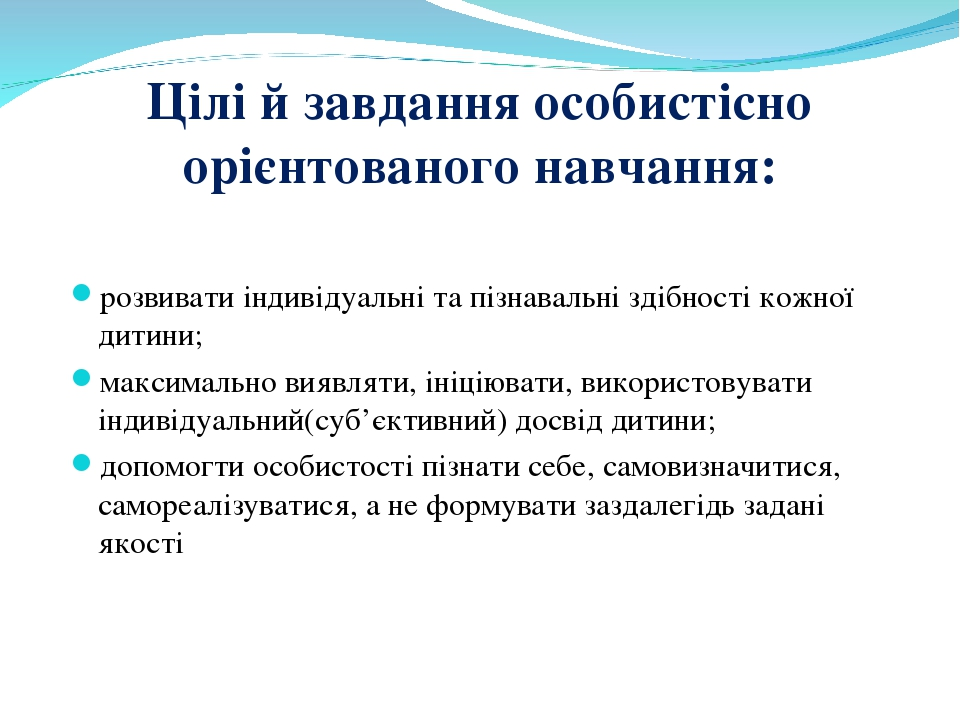 Цілі й завдання особистісно
орієнтованого навчання:
розвивати індивідуальні та пізнавальні здібності кожної
дитини;
максимально виявляти, ініціювати, використовувати
індивідуальний(суб’єктивний) досвід дитини;
допомогти особистості пізнати себе, самовизначитися,
самореалізуватися, а не формувати заздалегідь задані
якості